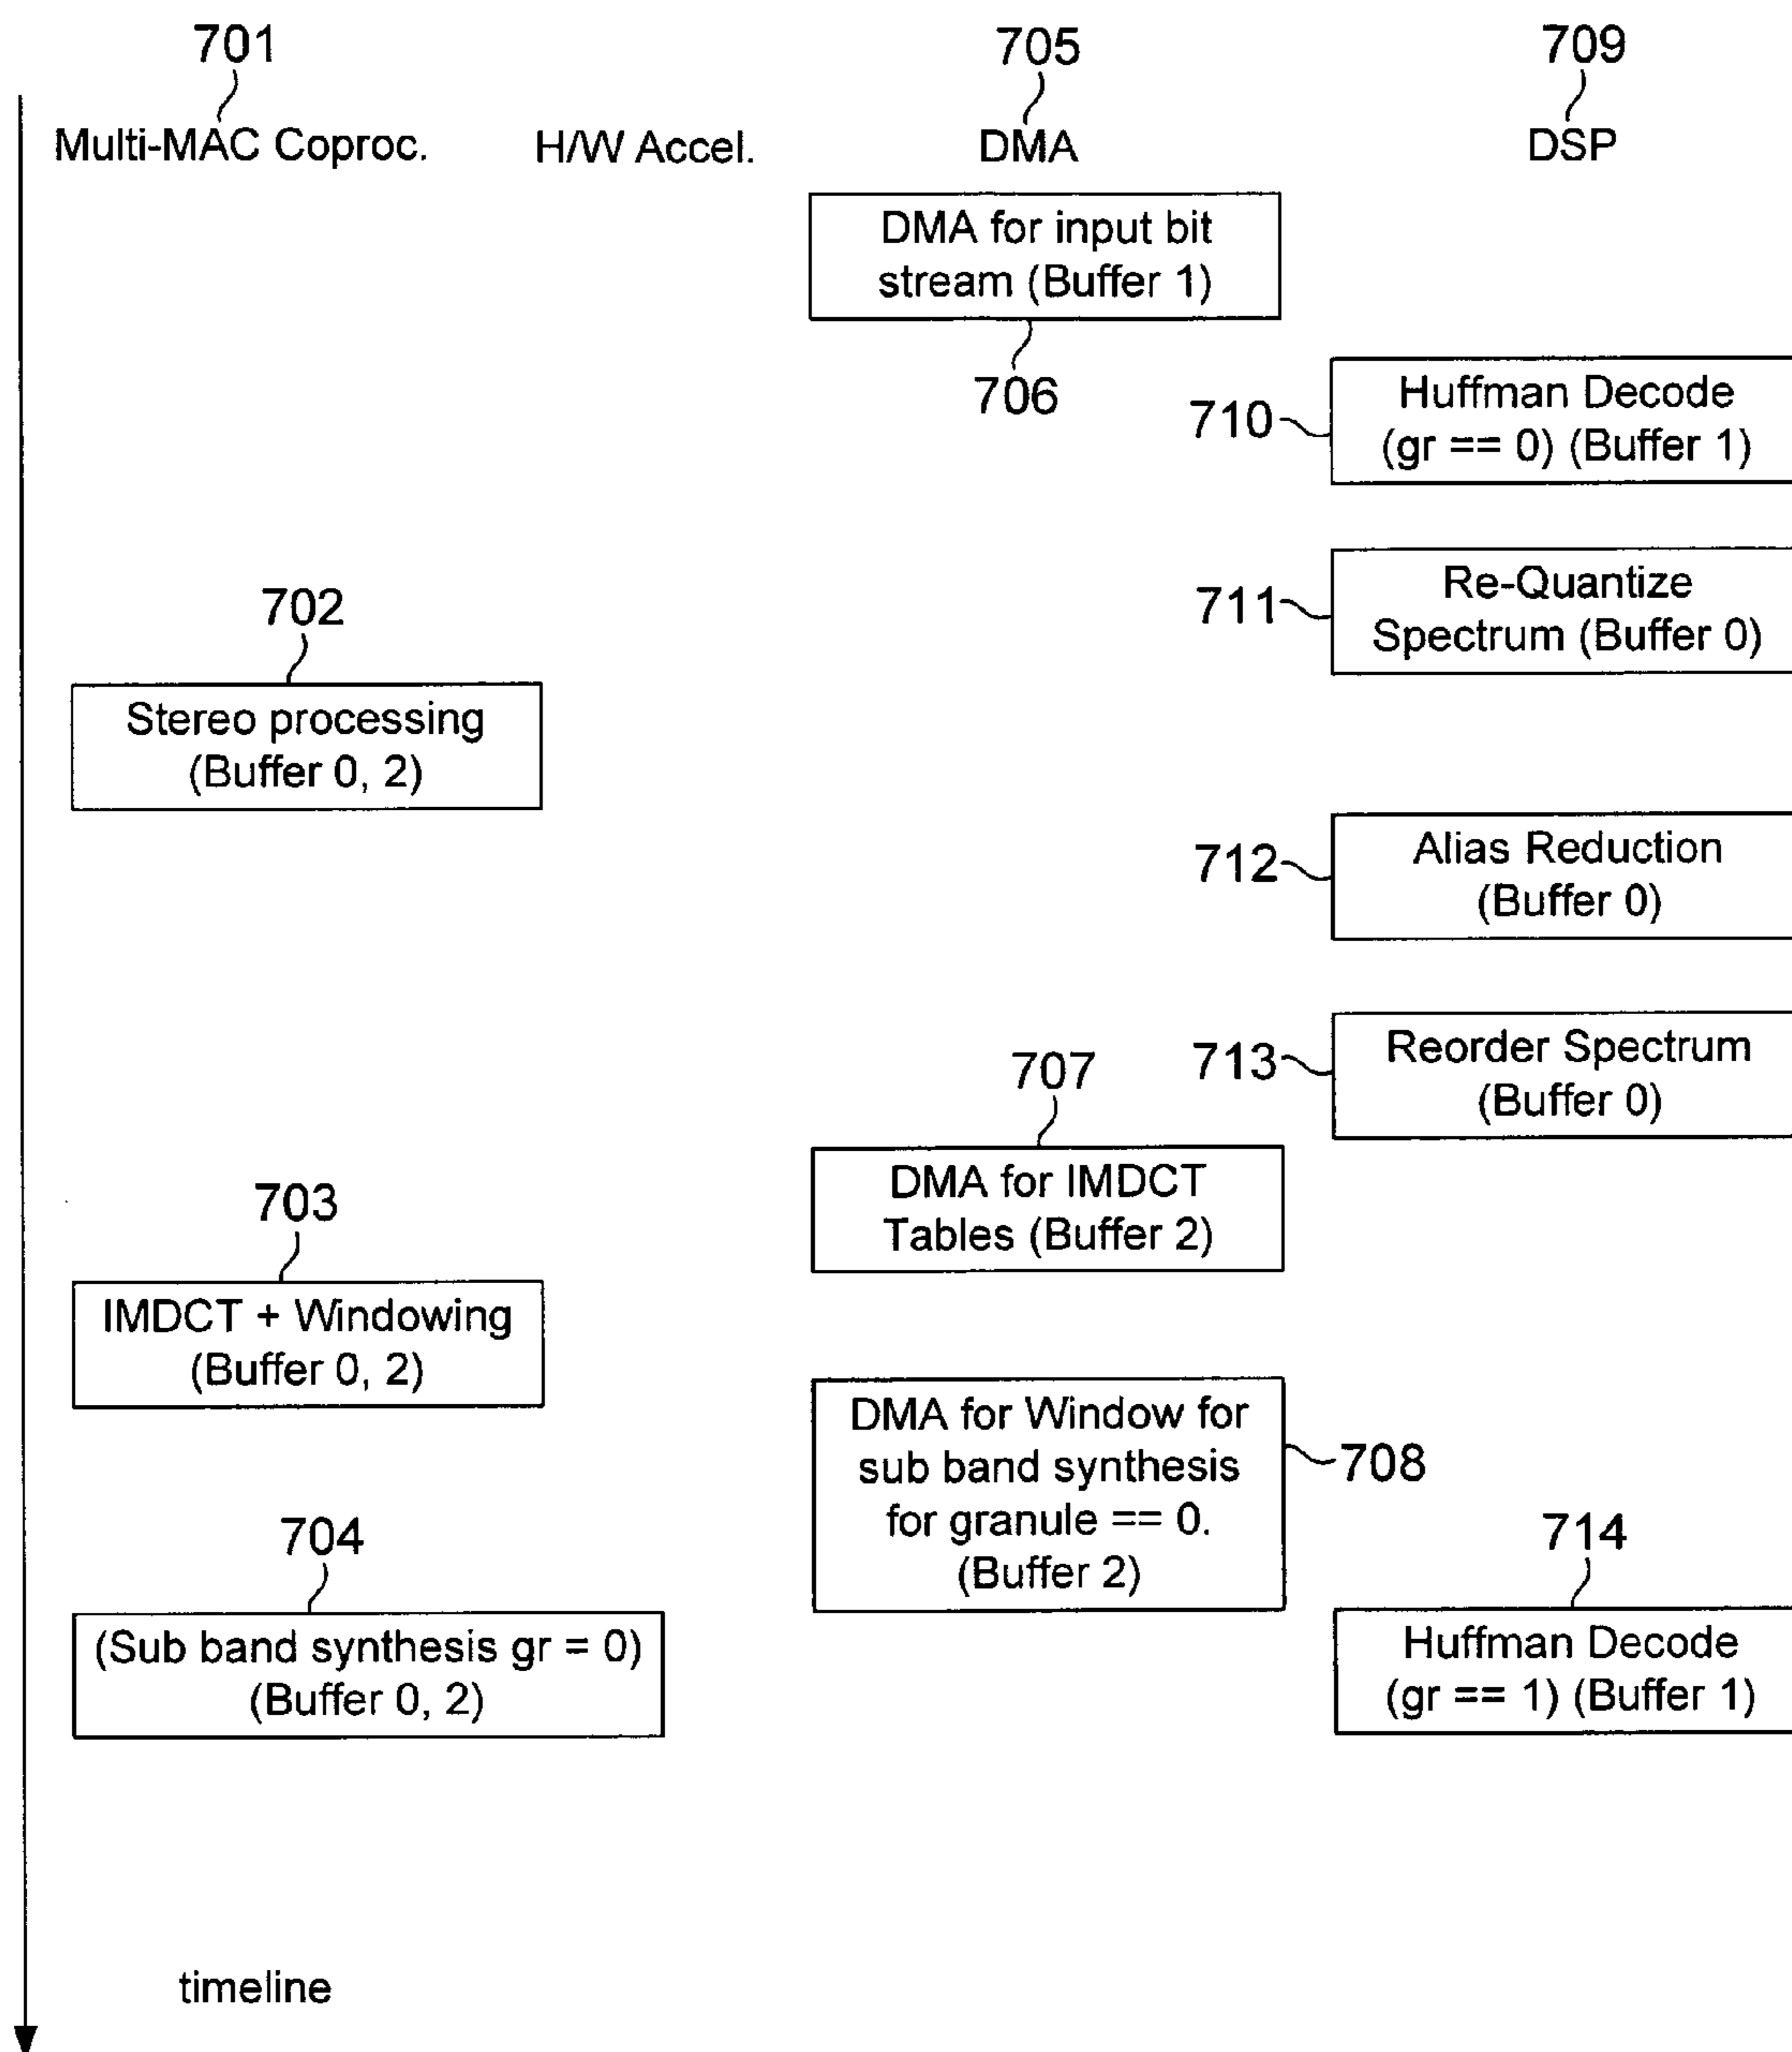 701
705
709
Multi-MAC Coproc.
H/W Accel.
DMA
DSP
DMA for input bit
stream (Buffer 1)
706
710
Huffman Decode
(gr == 0) (Buffer 1)
711
Re-Quantize
Spectrum (Buffer 0)
702
Stereo processing
(Buffer 0, 2)
712
Alias Reduction
(Buffer 0)
713
Reorder Spectrum
(Buffer 0)
707
DMA for IMDCT
Tables (Buffer 2)
703
IMDCT + Windowing
(Buffer 0, 2)
DMA for Window for
sub band synthesis
for granule == 0.
(Buffer 2)
708
704
(Sub band synthesis gr = 0)
(Buffer 0, 2)
714
Huffman Decode
(gr == 1) (Buffer 1)
timeline